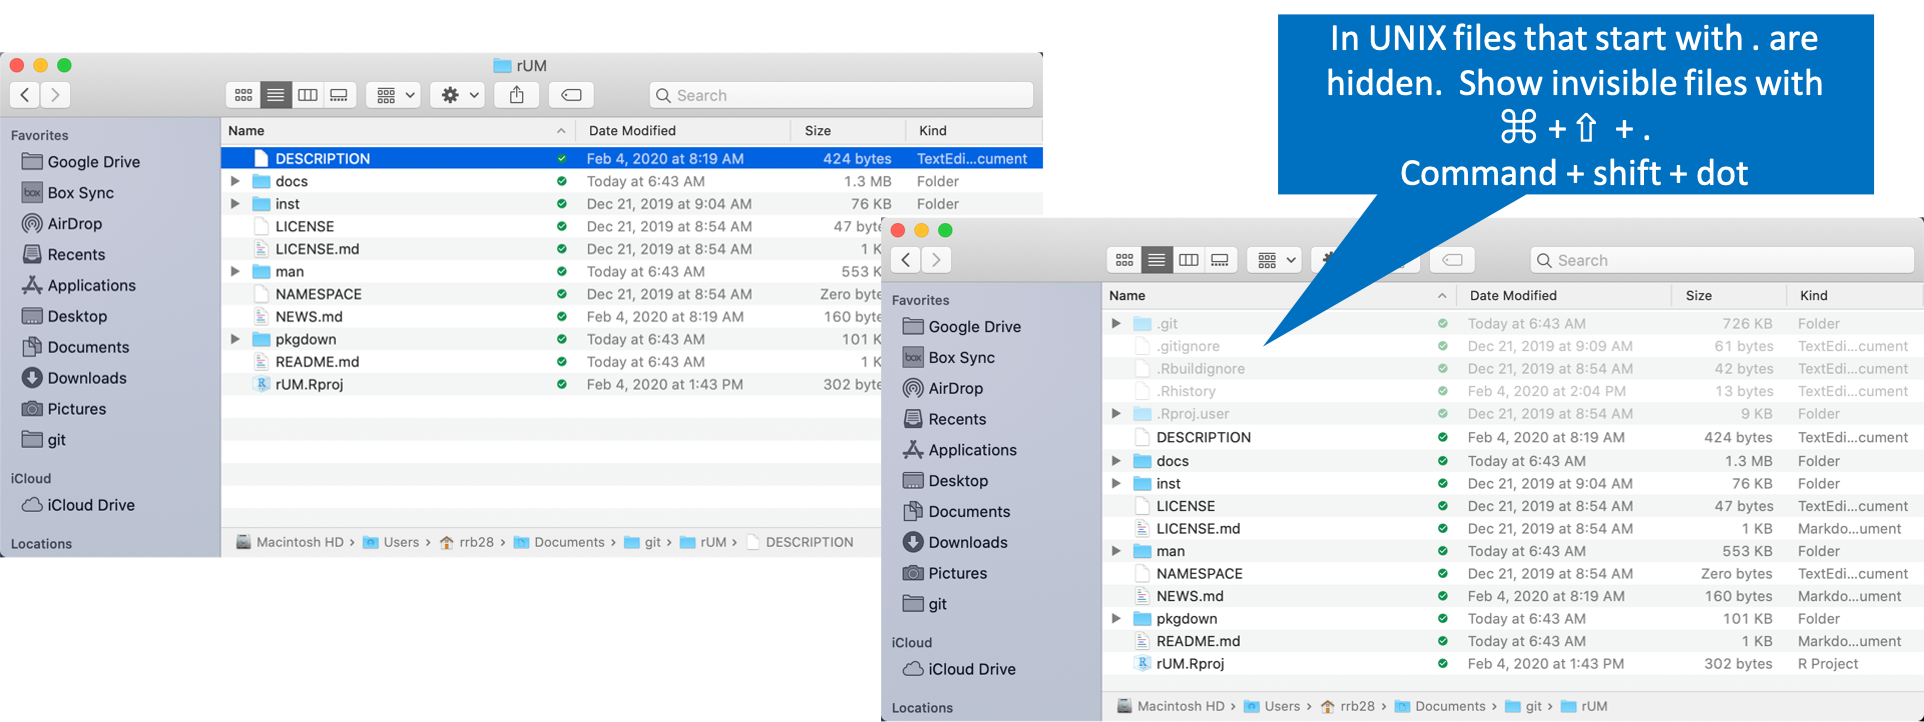 In UNIX files that start with . are
hidden. Show invisible files with
⌘ + ⇧ + .
Command + shift + dot
rUM
Search
Favorites
Google Drive
Box Sync
AirDrop
Recents
Applications
Desktop
Documents
Downloads
Pictures
git
iCloud
iCloud Drive
Locations
Name Date Modified Size Kind
DESCRIPTION Feb 4, 2020 at 8:19 AM 424 bytes TextEdi...cument
docs Today at 6:43 AM 1.3 MB Folder
inst Dec 21, 2019 at 9:04 AM 76 KB Folder
LICENSE Dec 21, 2019 at 8:54 AM 47 byte
LICENSE.md Dec 21, 2019 at 8:54 AM 1 K
man Today at 6:43 AM 553 K
NAMESPACE Dec 21, 2019 at 8:54 AM Zero byte
NEWS.md Feb 4, 2020 at 8:19 AM 160 byte
pkgdown Today at 6:43 AM 101 K
README.md Today at 6:43 AM 1 K
rUM.Rproj Feb 4, 2020 at 1:43 PM 302 byte
Macintosh HD › Users › rrb28 › Documents › git › rUM › DESCRIPTION
Search
Favorites
box Google Drive
Box Sync
AirDrop
Recents
Applications
Desktop
Documents
Downloads
Pictures
git
iCloud
iCloud Drive
Locations
Name Date Modified Size Kind
.git Today at 6:43 AM 726 KB Folder
.gitignore Dec 21, 2019 at 9:09 AM 61 bytes TextEdi...cument
.Rbuildignore Dec 21, 2019 at 8:54 AM 42 bytes TextEdi...cument
.Rhistory Feb 4, 2020 at 2:04 PM 13 bytes TextEdi...cument
.Rproj.user Dec 21, 2019 at 8:54 AM 9 KB Folder
DESCRIPTION Feb 4, 2020 at 8:19 AM 424 bytes TextEdi...cument
docs Today at 6:43 AM 1.3 MB Folder
inst Dec 21, 2019 at 9:04 AM 76 KB Folder
LICENSE Dec 21, 2019 at 8:54 AM 47 bytes TextEdi...cument
LICENSE.md Dec 21, 2019 at 8:54 AM 1 KB Markdo...ument
man Today at 6:43 AM 553 KB Folder
NAMESPACE Dec 21, 2019 at 8:54 AM Zero bytes TextEdi...cument
NEWS.md Feb 4, 2020 at 8:19 AM 160 bytes Markdo...ument
pkgdown Today at 6:43 AM 101 KB Folder
README.md Today at 6:43 AM 1 KB Markdo...ument
rUM.Rproj Feb 4, 2020 at 1:43 PM 302 bytes R Project
Macintosh HD › Users › rrb28 › Documents › git › rUM